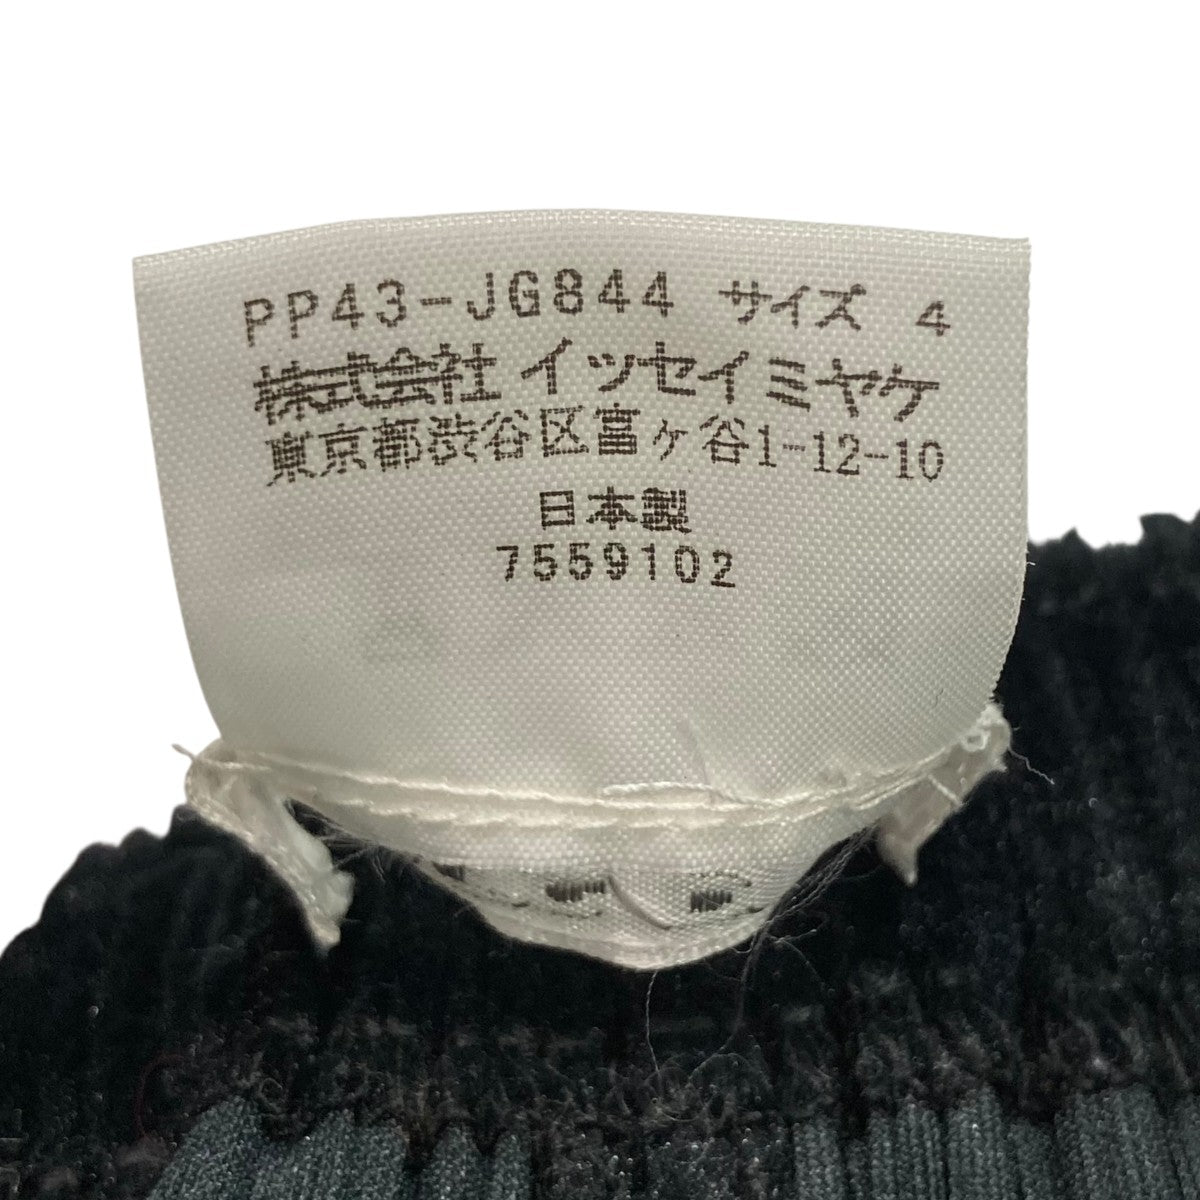 PP43-JG844 サイズ 4
株式会社 イッセイミヤケ
東京都渋谷区富ヶ谷1-12-10
日本製
7559102